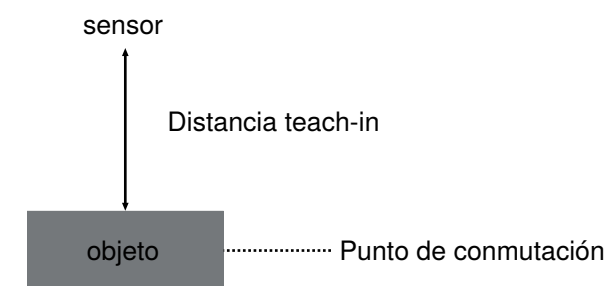 sensor
Distancia teach-in
objeto
Punto de conmutación